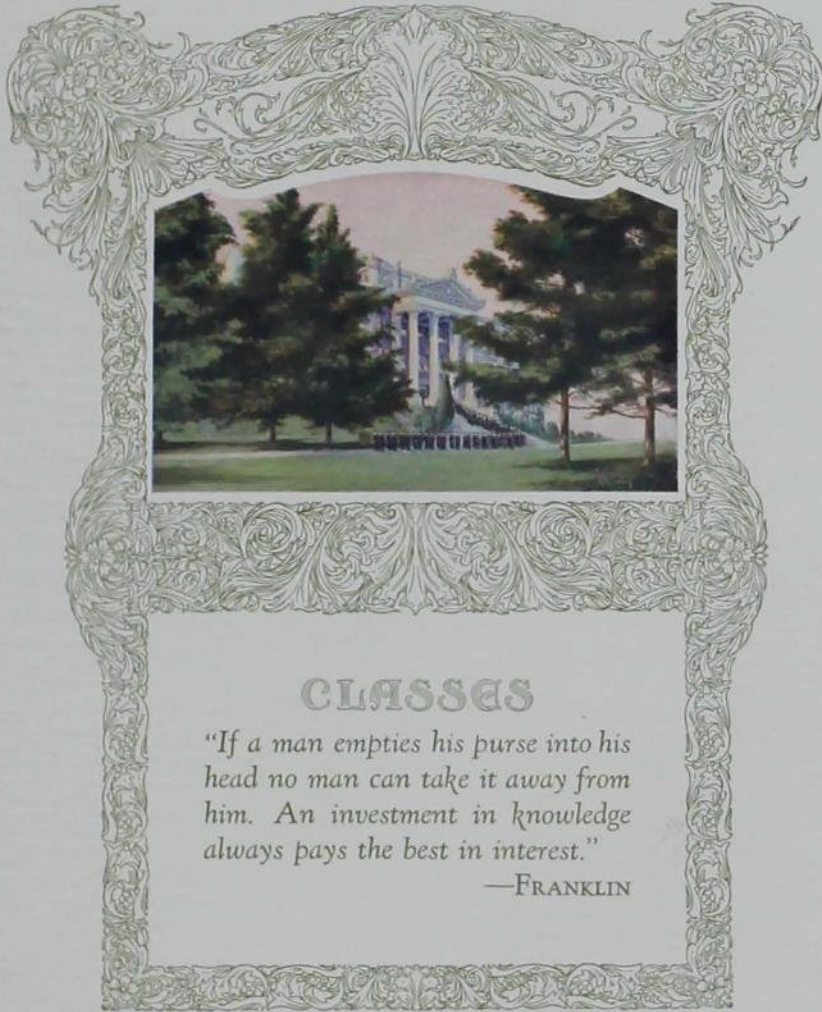 CLASSES
“If a man empties his purse into his
head no man can take it away from
him. An investment in knowledge
always pays the best in interest.”
—FRANKLIN